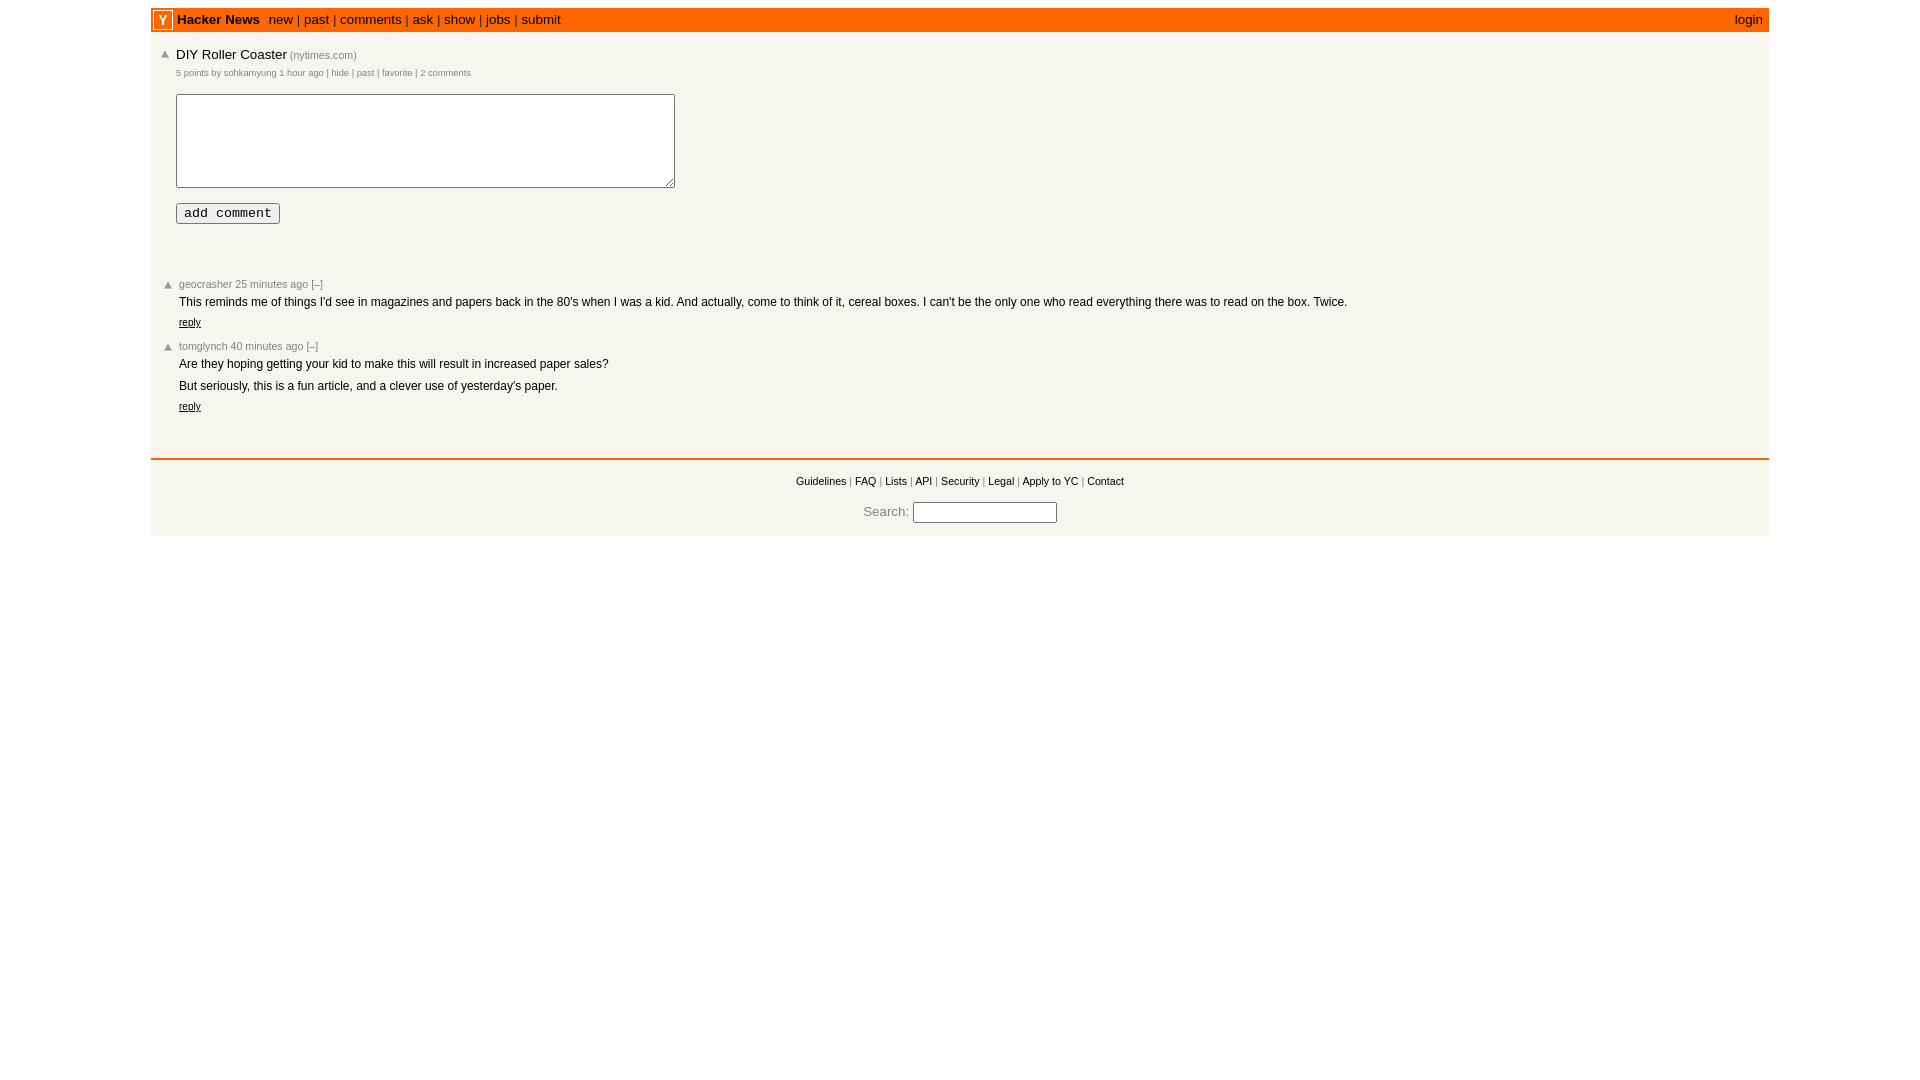 Y Hacker News new | past | comments | ask | show | jobs | submit login
DIY Roller Coaster (nytimes.com)
5 points by sohkamyung 1 hour ago | hide | past | favorite | 2 comments
add comment
geocrasher 25 minutes ago [–]
This reminds me of things I'd see in magazines and papers back in the 80's when I was a kid. And actually, come to think of it, cereal boxes. I can't be the only one who read everything there was to read on the box. Twice.
reply
tomglynch 40 minutes ago [–]
Are they hoping getting your kid to make this will result in increased paper sales?
But seriously, this is a fun article, and a clever use of yesterday's paper.
reply
Guidelines | FAQ | Lists | API | Security | Legal | Apply to YC | Contact
Search: